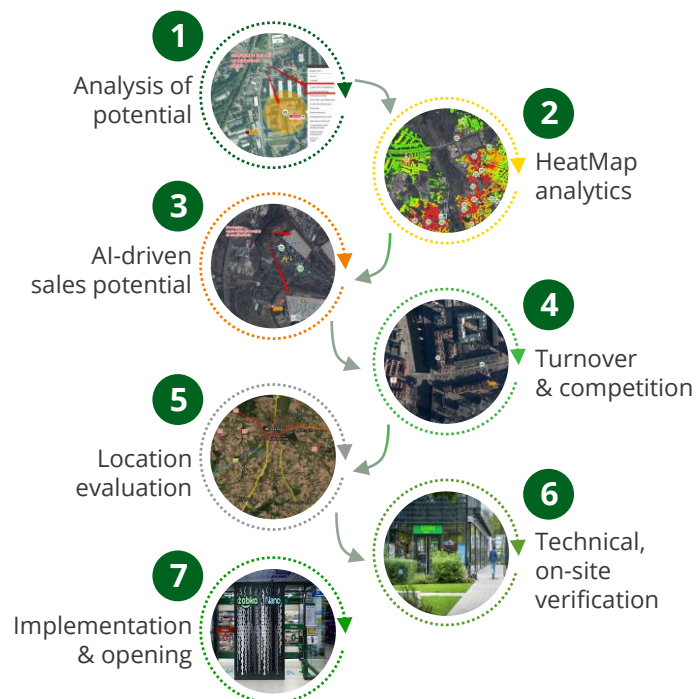 1
Analysis of
potential
2
HeatMap
analytics
3
AI-driven
sales potential
4
Turnover
& competition
5
Location
evaluation
6
Technical,
on-site
verification
7
Implementation
& opening
żabka Nano